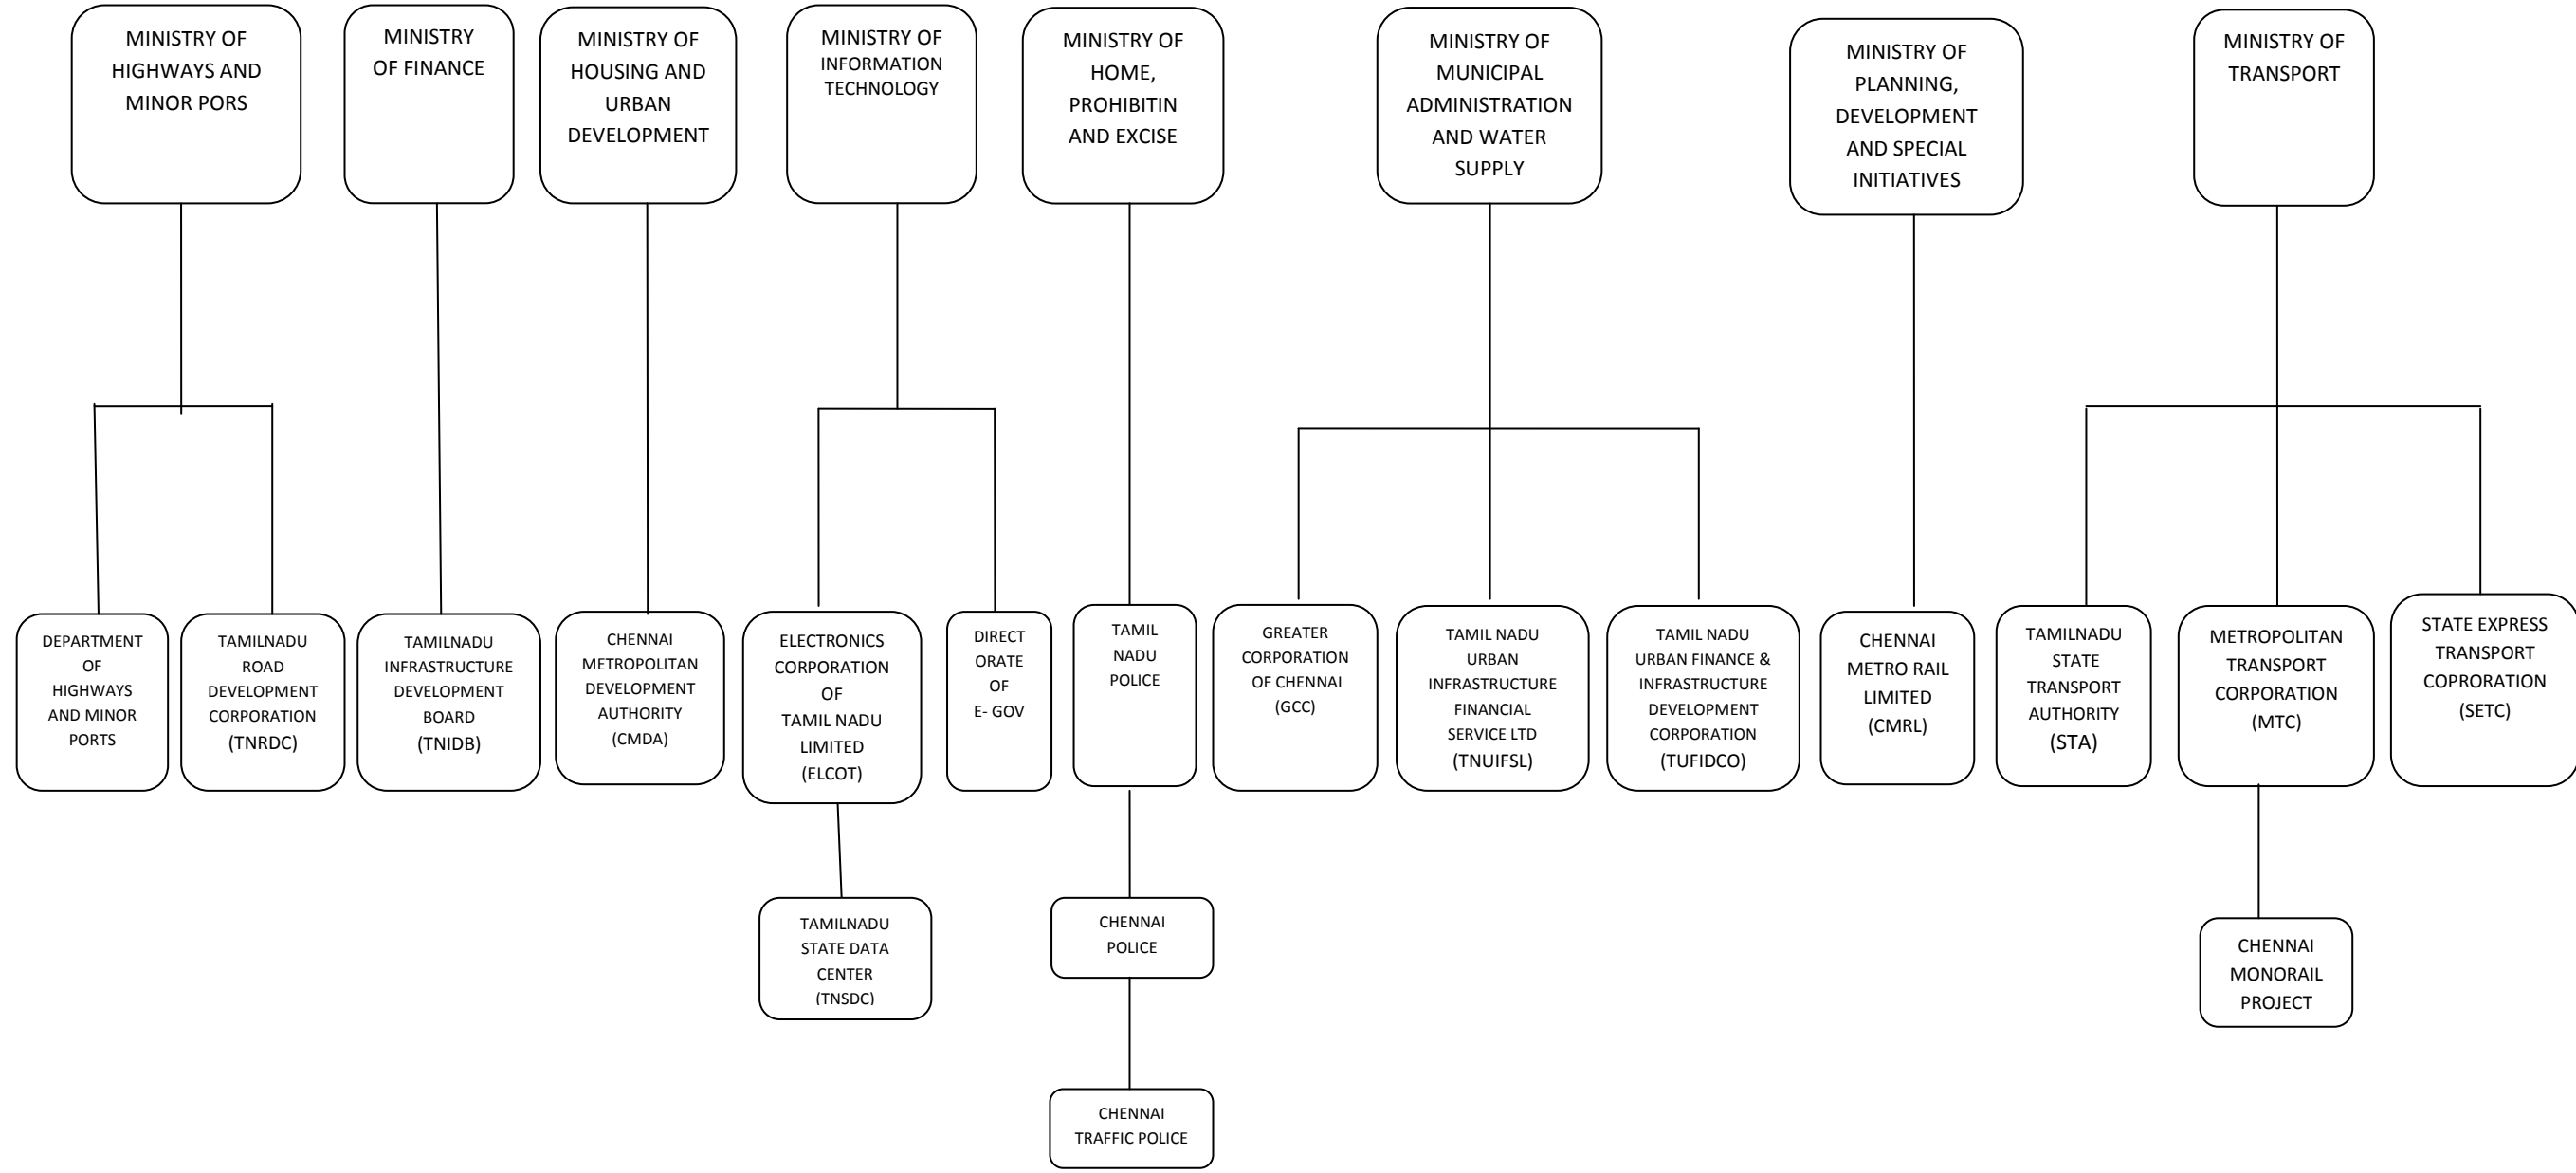 MINISTRY OF
HIGHWAYS AND
MINOR PORS
MINISTRY
OF FINANCE
MINISTRY OF
HOUSING AND
URBAN
DEVELOPMENT
MINISTRY OF
INFORMATION
TECHNOLOGY
MINISTRY OF
HOME,
PROHIBITIN
AND EXCISE
MINISTRY OF
MUNICIPAL
ADMINISTRATION
AND WATER
SUPPLY
MINISTRY OF
PLANNING,
DEVELOPMENT
AND SPECIAL
INITIATIVES
MINISTRY OF
TRANSPORT
DEPARTMENT
OF
HIGHWAYS
AND MINOR
PORTS
TAMILNADU
ROAD
DEVELOPMENT
CORPORATION
(TNRDC)
TAMILNADU
INFRASTRUCTURE
DEVELOPMENT
BOARD
(TNIDB)
CHENNAI
METROPOLITAN
DEVELOPMENT
AUTHORITY
(CMDA)
ELECTRONICS
CORPORATION
OF
TAMIL NADU
LIMITED
(ELCOT)
DIRECT
ORATE
OF
E- GOV
TAMIL
NADU
POLICE
GREATER
CORPORATION
OF CHENNAI
(GCC)
TAMIL NADU
URBAN
INFRASTRUCTURE
FINANCIAL
SERVICE LTD
(TNUIFSL)
TAMIL NADU
URBAN FINANCE &
INFRASTRUCTURE
DEVELOPMENT
CORPORATION
(TUFIDCO)
CHENNAI
METRO RAIL
LIMITED
(CMRL)
TAMILNADU
STATE
TRANSPORT
AUTHORITY
(STA)
METROPOLITAN
TRANSPORT
CORPORATION
(MTC)
STATE EXPRESS
TRANSPORT
COPRORATION
(SETC)
TAMILNADU
STATE DATA
CENTER
(TNSDC)
CHENNAI
POLICE
CHENNAI
MONORAIL
PROJECT
CHENNAI
TRAFFIC POLICE